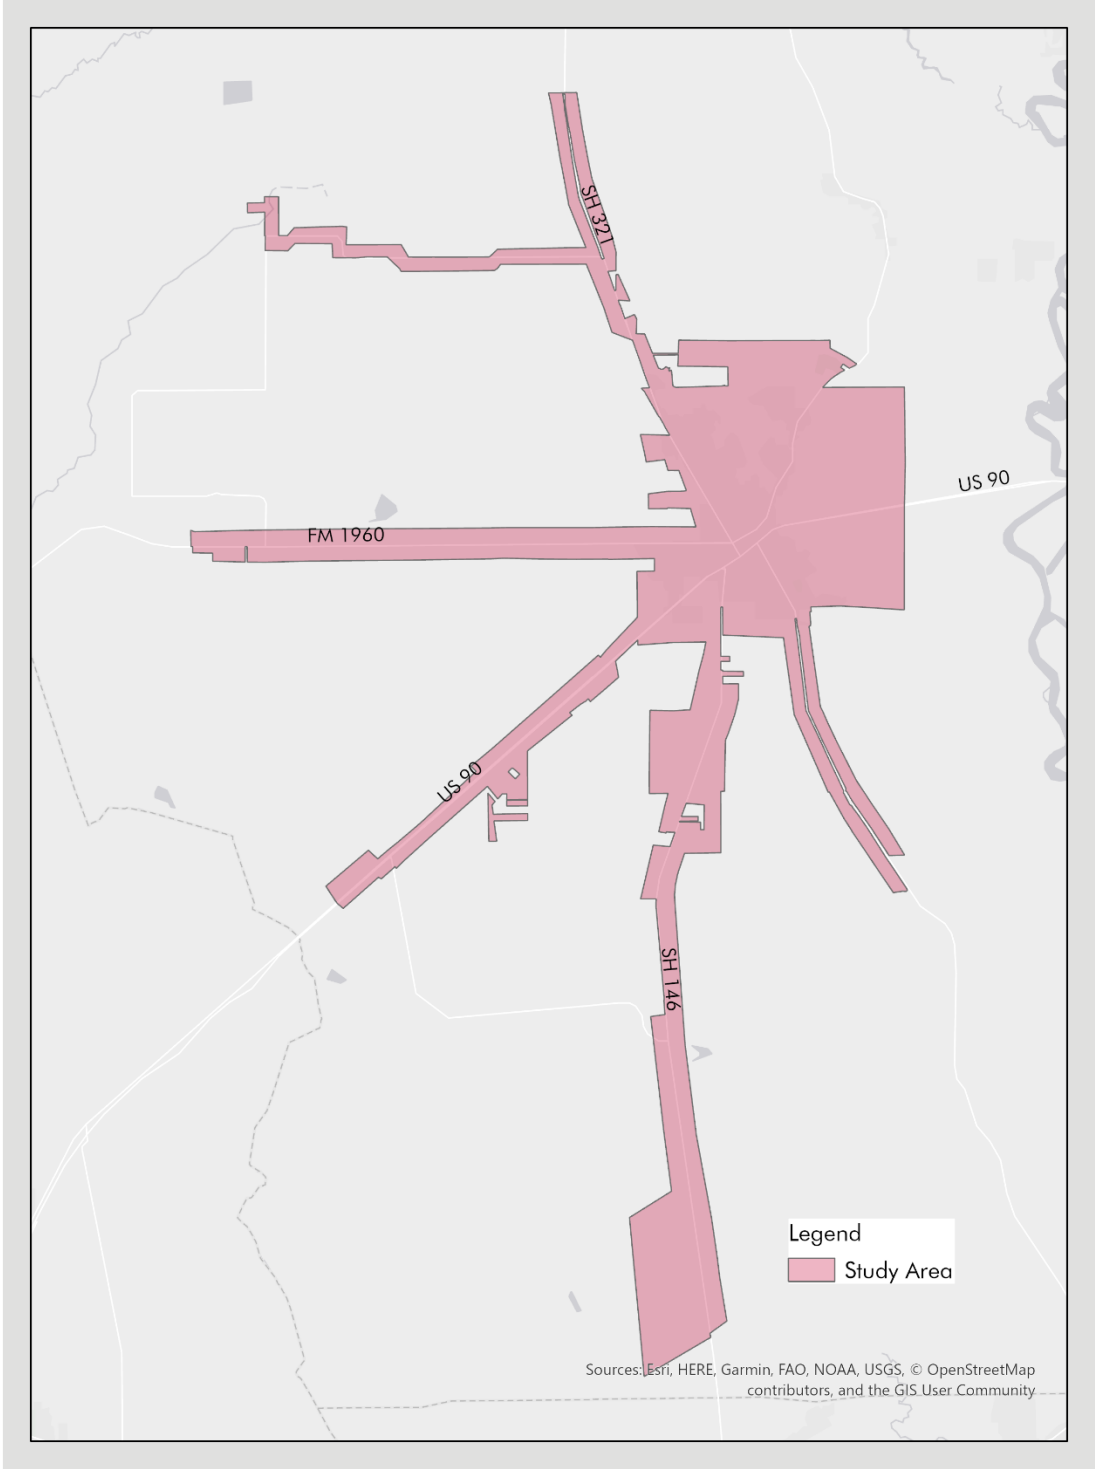 SH 321
US 90
FM 1960
US 90
SH 146
Legend
Study Area
Sources: Esri, HERE, Garmin, FAO, NOAA, USGS, © OpenStreetMap
contributors, and the GIS User Community